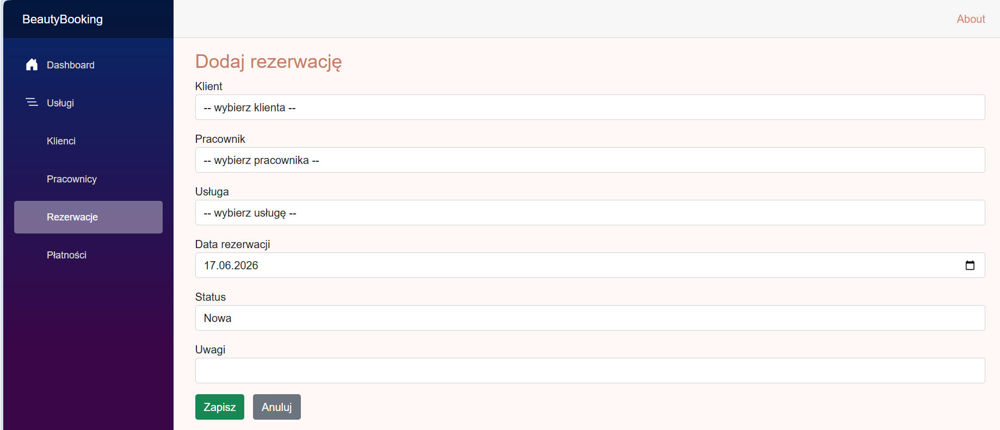 BeautyBooking
About
Dashboard
Usługi
Klienci
Pracownicy
Rezerwacje
Płatności
Dodaj rezerwację
Klient
-- wybierz klienta --
Pracownik
-- wybierz pracownika --
Usługa
-- wybierz usługę --
Data rezerwacji
17.06.2026
Status
Nowa
Uwagi
Zapisz Anuluj